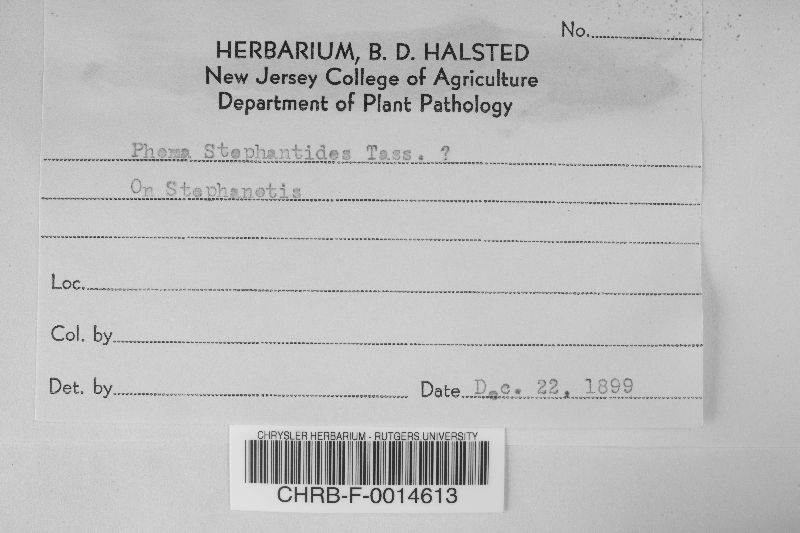 No.
HERBARIUM, B. D. HALSTED
New Jersey College of Agriculture
Department of Plant Pathology
Phoma Stephantides Tass. ?
On Stephanotis
Loc.
Col. by
Det. by Date Dec. 22, 1899
CHRYSLER HERBARIUM - RUTGERS UNIVERSITY
CHRB-F-0014613